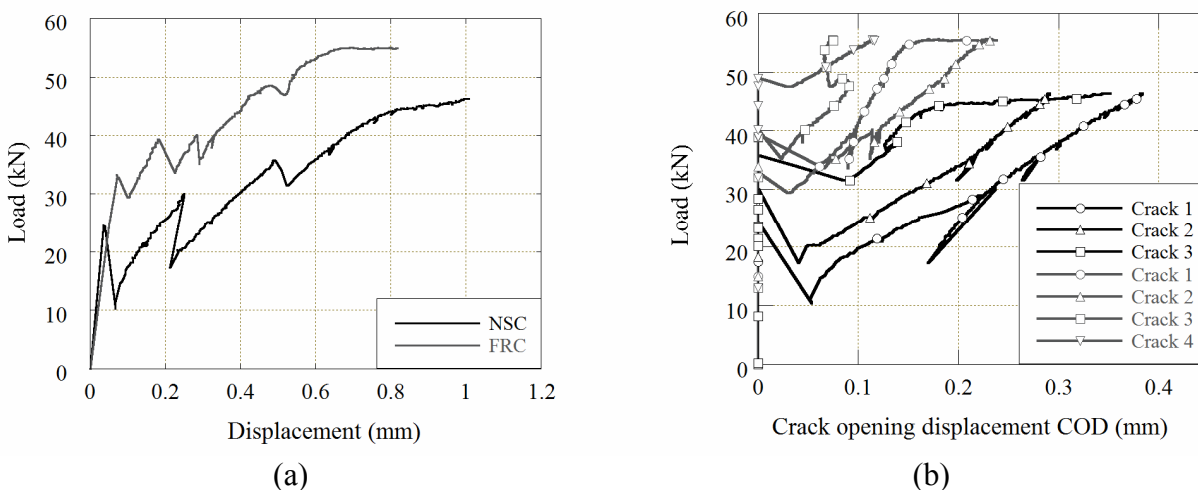 60
50
40
30
20
10
0
0
0.2
0.4
0.6
0.8
1
1.2
Load (kN)
Displacement (mm)
NSC
FRC
(a)
60
50
40
30
20
10
0
0
0.1
0.2
0.3
0.4
Load (kN)
Crack opening displacement COD (mm)
Crack 1
Crack 2
Crack 3
Crack 1
Crack 2
Crack 3
Crack 4
(b)